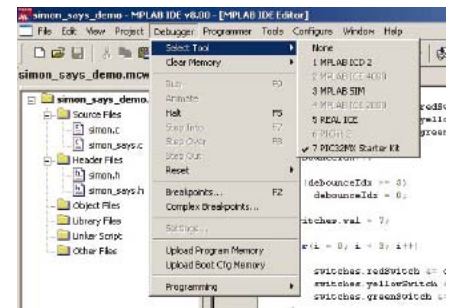 simon_says_demo - MPLAB IDE v8.00 - [MPLAB IDE Editor]
File Edit View Project Debugger Programmer Tools Configure Window Help
Select Tool
Clear Memory
Run F9
Animate
Halt F5
Step Into F7
Step Over F8
Step Out
Reset
Breakpoints... F2
Complex Breakpoints...
Settings...
Upload Program Memory
Upload Boot Cfg Memory
Programming
None
1 MPLAB ICD 2
2 MPLAB ICE 4000
3 MPLAB SIM
4 MPLAB ICE 2000
5 REAL ICE
6 PICkit 2
7 PIC32MX Starter Kit
simon_says_demo.mcw
simon_says_demo.
Source Files
simon.c
simon_says.c
Header Files
simon.h
simon_says.h
Object Files
Library Files
Linker Script
Other Files
redSw
yello
green
(debounceIdx >= 3)
debounceIdx = 0;
itches.val = 7;
r(i = 0; i < 3; i++)
switches.redSwitch &= d
switches.yellowSwitch
switches.greenSwitch &=